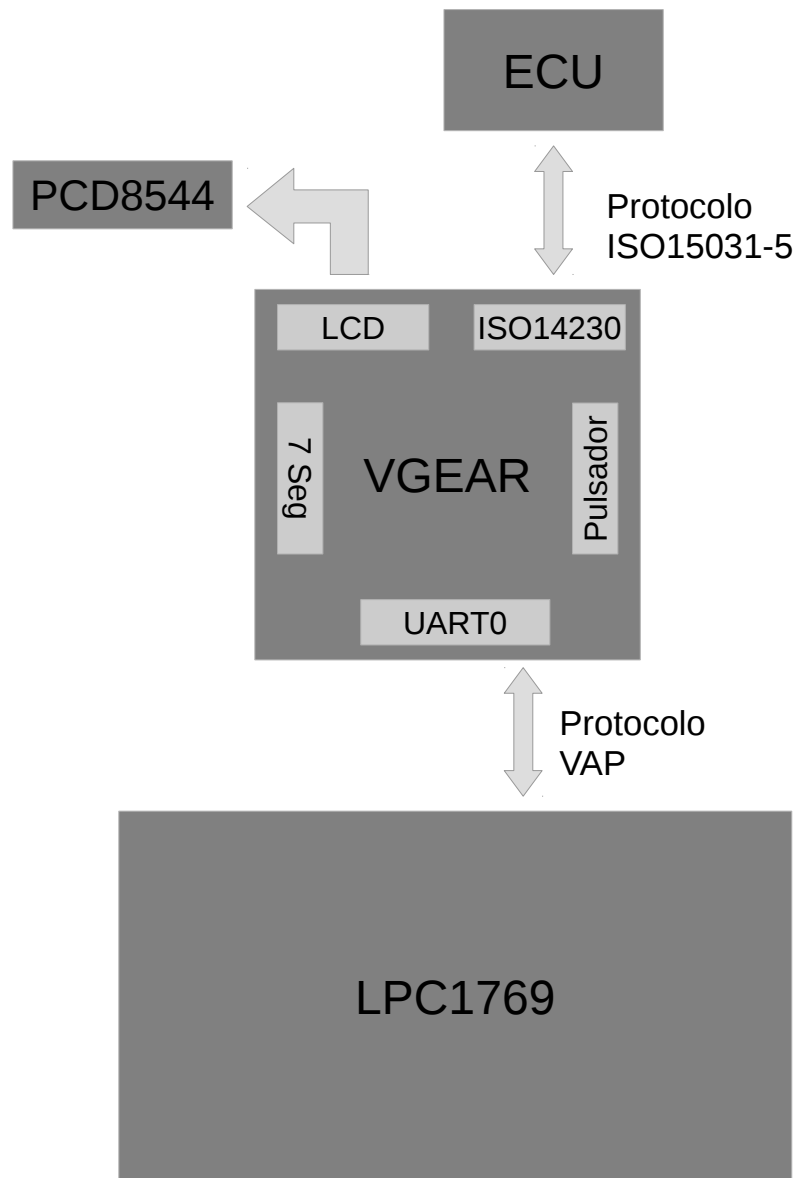 ECU
PCD8544
Protocolo
ISO15031-5
LCD
ISO14230
7 Seg
VGEAR
Pulsador
UART0
Protocolo
VAP
LPC1769